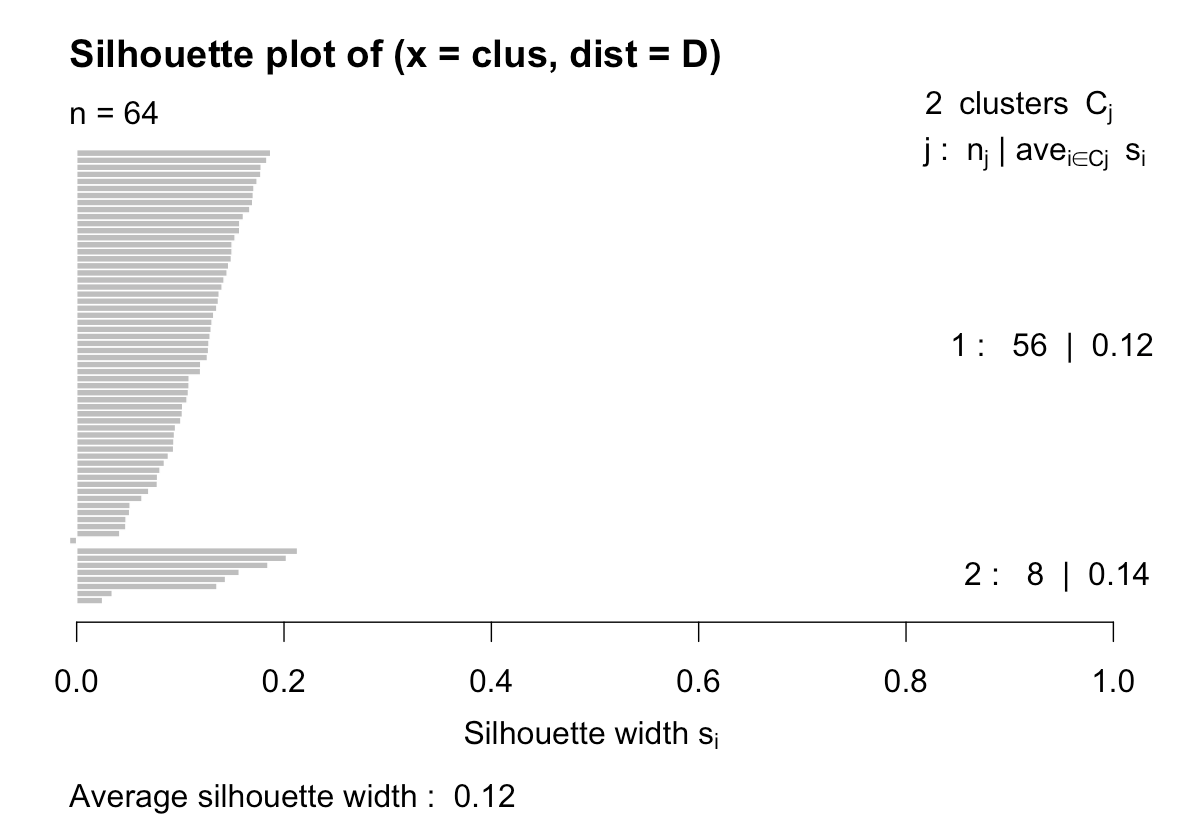 Silhouette plot of (x = clus, dist = D)
n = 64
2 clusters Cj
j : nj | avei∈Cj si
1 : 56 | 0.12
2 : 8 | 0.14
0.0 0.2 0.4 0.6 0.8 1.0
Silhouette width si
Average silhouette width : 0.12